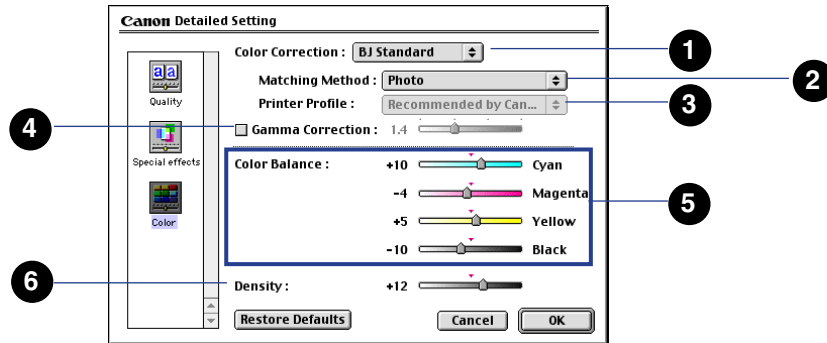 Canon Detailed Setting
Color Correction : BJ Standard
1
Matching Method : Photo
2
Printer Profile : Recommended by Can...
3
4
Gamma Correction : 1.4
aa
Quality
Special effects
Color
Color Balance : +10 Cyan
-4 Magenta
+5 Yellow
-10 Black
5
6
Density : +12
Restore Defaults Cancel OK